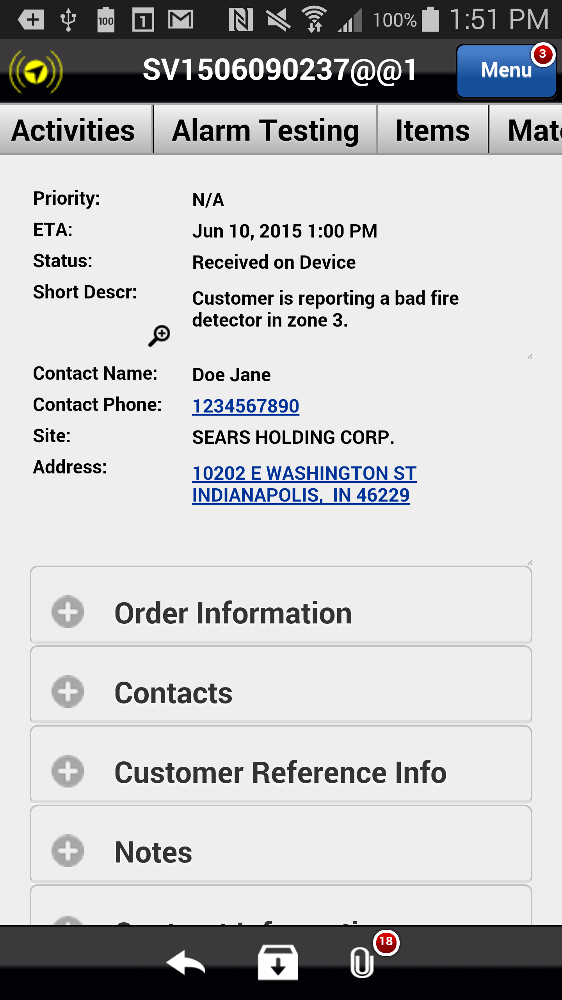 100 1 100% 1:51 PM
SV1506090237@@1 Menu 3
Activities Alarm Testing Items
Priority: N/A
ETA: Jun 10, 2015 1:00 PM
Status: Received on Device
Short Descr: Customer is reporting a bad fire
detector in zone 3.
Contact Name: Doe Jane
Contact Phone: 1234567890
Site: SEARS HOLDING CORP.
Address: 10202 E WASHINGTON ST
INDIANAPOLIS, IN 46229
Order Information
Contacts
Customer Reference Info
Notes
18